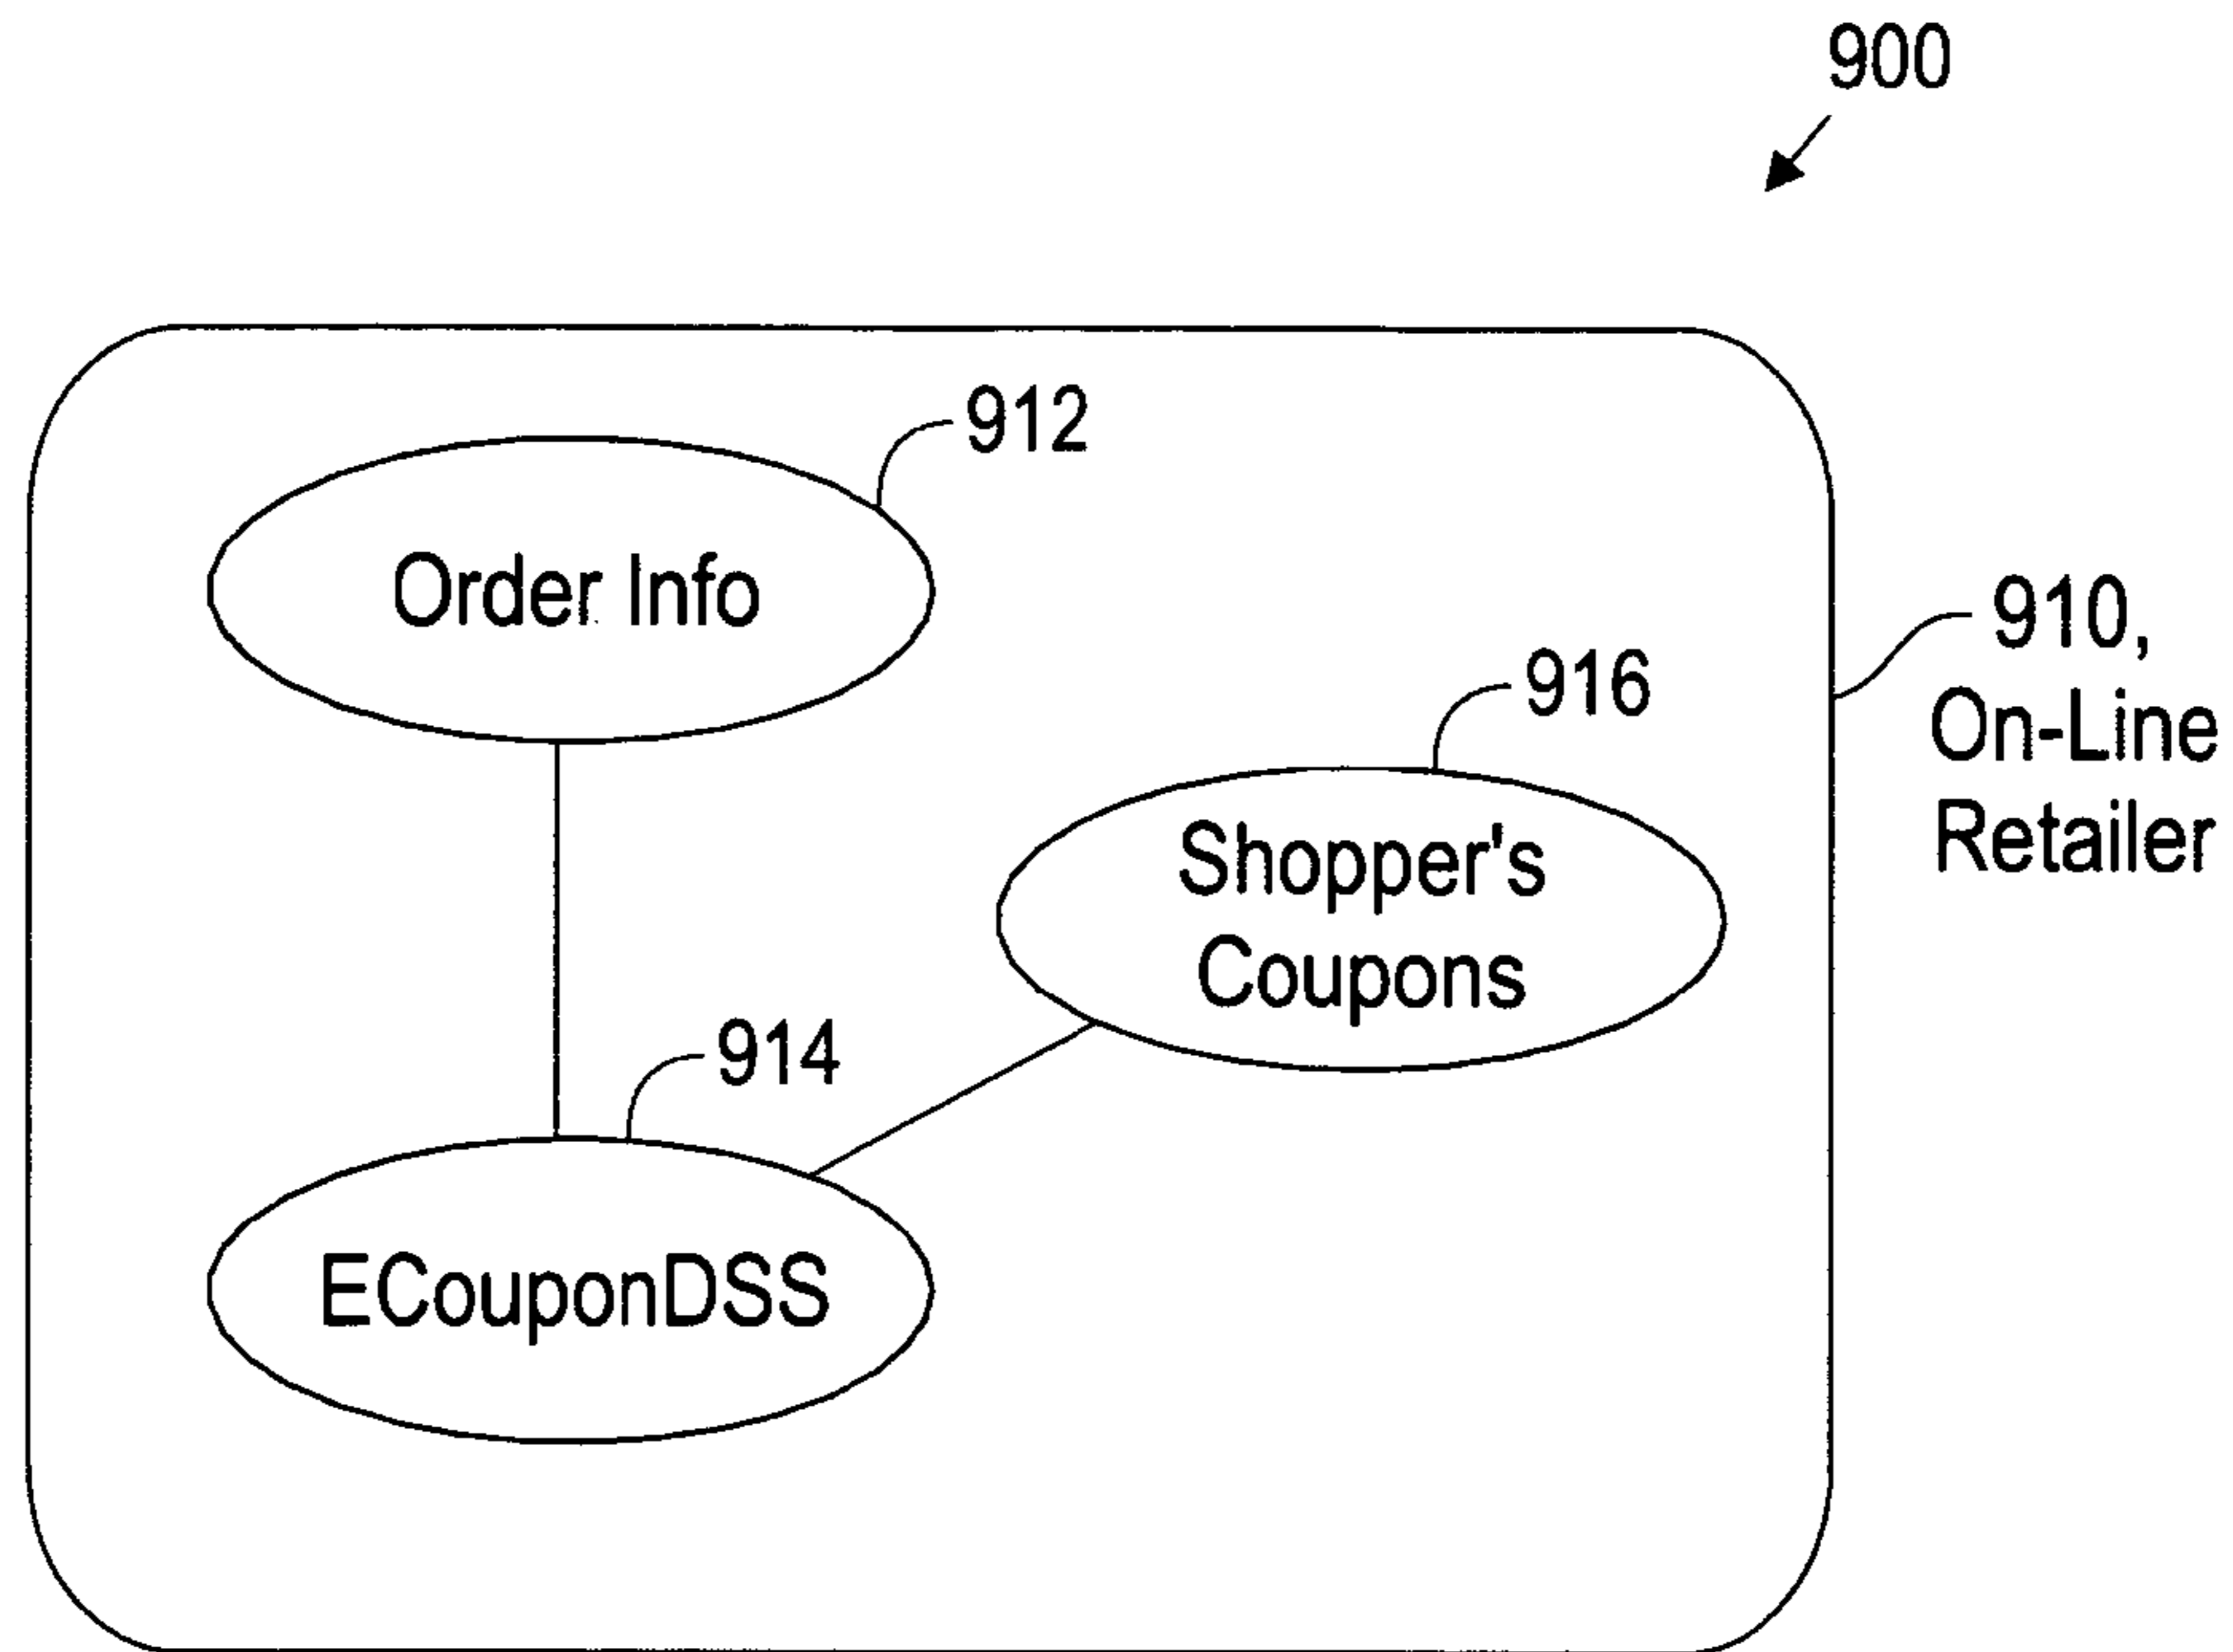 900
912
Order Info
910,
On-Line
Retailer
916
Shopper's
Coupons
914
ECouponDSS